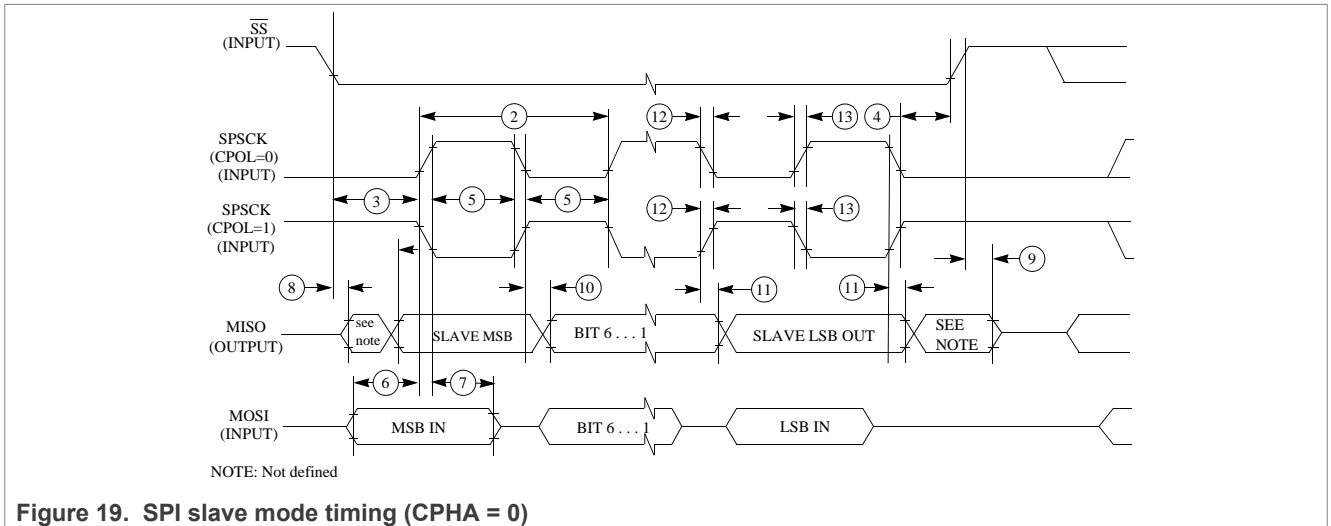 SS
(INPUT)
2
12
13
4
SPSCK
(CPOL=0)
(INPUT)
3
5
5
SPSCK
(CPOL=1)
(INPUT)
12
13
9
8
10
11
11
MISO
(OUTPUT)
see
note
SLAVE MSB
BIT 6 . . . 1
SLAVE LSB OUT
SEE
NOTE
6
7
MOSI
(INPUT)
MSB IN
BIT 6 . . . 1
LSB IN
NOTE: Not defined
Figure 19. SPI slave mode timing (CPHA = 0)